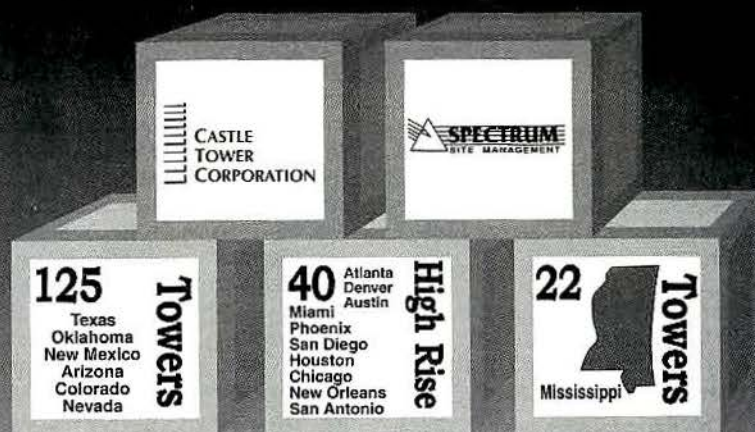 CASTLE
TOWER
CORPORATION
SPECTRUM
SITE MANAGEMENT
125
Towers
Texas
Oklahoma
New Mexico
Arizona
Colorado
Nevada
40
High Rise
Atlanta
Denver
Austin
Miami
Phoenix
San Diego
Houston
Chicago
New Orleans
San Antonio
22
Towers
Mississippi